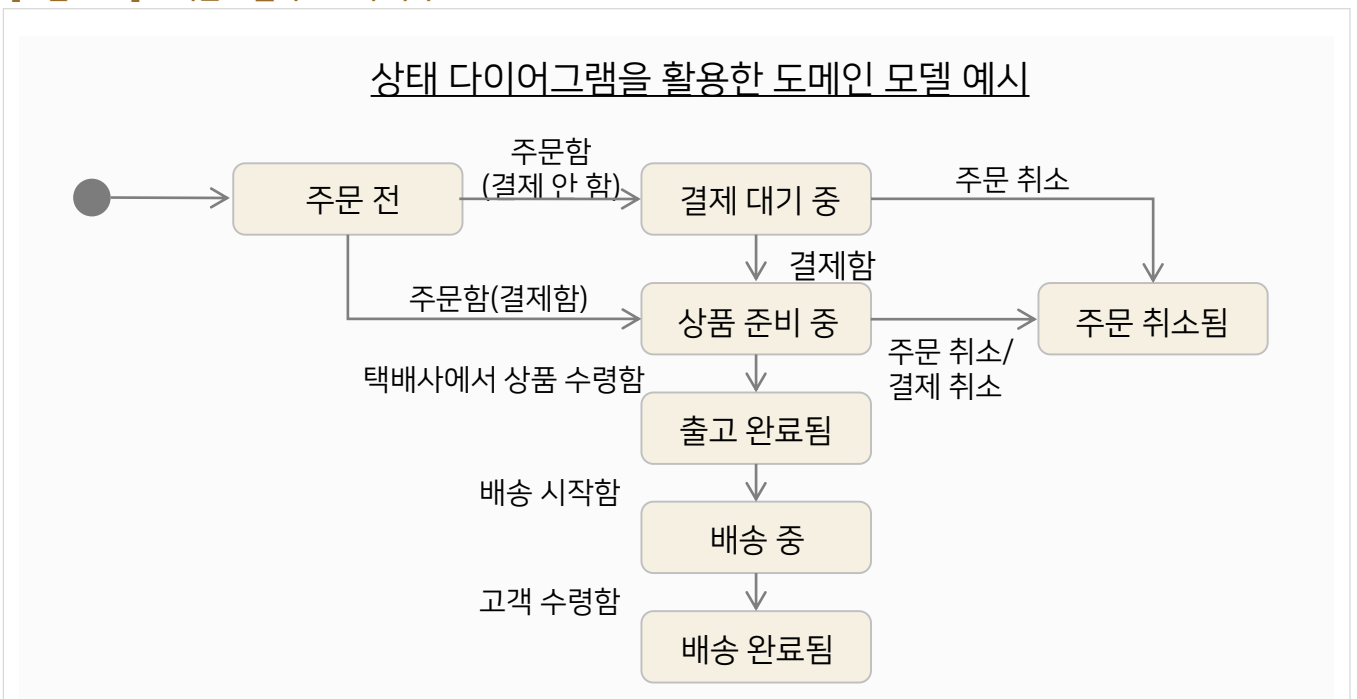 상태 다이어그램을 활용한 도메인 모델 예시
주문함
(결제 안 함)
주문 취소
주문 전
결제 대기 중
결제함
주문함(결제함)
상품 준비 중
주문 취소됨
주문 취소/
결제 취소
택배사에서 상품 수령함
출고 완료됨
배송 시작함
배송 중
고객 수령함
배송 완료됨